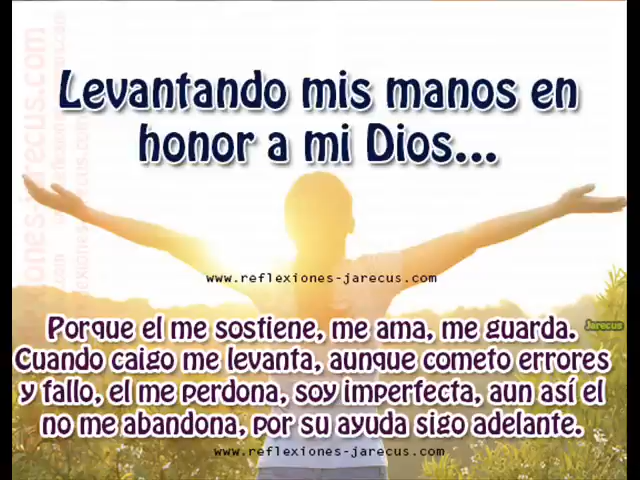 Levantando mis manos en
honor a mi Dios...
www.reflexiones-jarecus.com
Porque el me sostiene, me ama, me guarda.
Jarecus
Cuando caigo me levanta, aunque cometo errores
y fallo, el me perdona, soy imperfecta, aun así el
no me abandona, por su ayuda sigo adelante.
www.reflexiones-jarecus.com